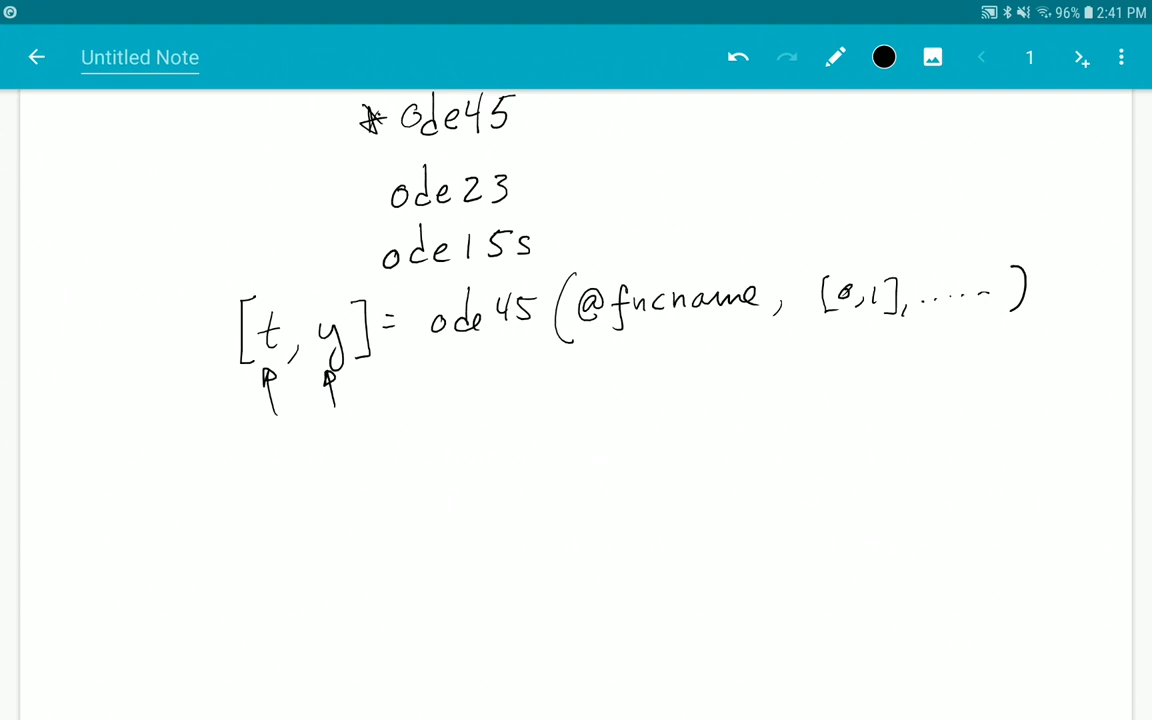 96% 2:41 PM
Untitled Note
1
* ode45
ode23
ode15s
[t, y] = ode45(@fncname, [0,1], ..... )